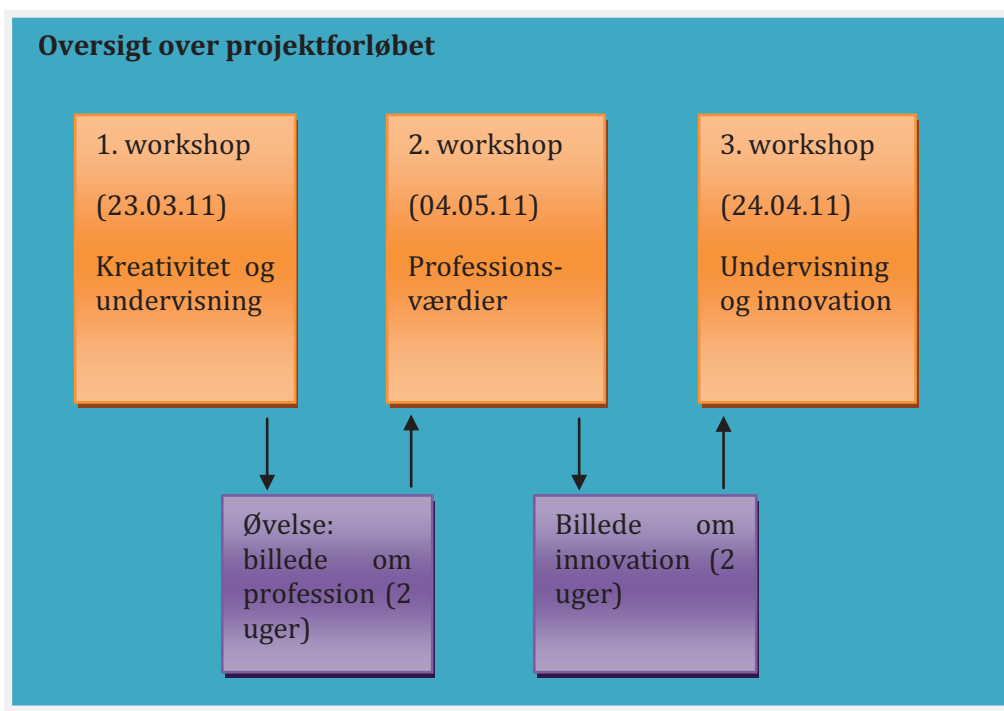 Oversigt over projektforløbet
1. workshop
(23.03.11)
Kreativitet og
undervisning
2. workshop
(04.05.11)
Professions-
værdier
3. workshop
(24.04.11)
Undervisning
og innovation
Øvelse:
billede om
profession (2
uger)
Billede om
innovation (2
uger)